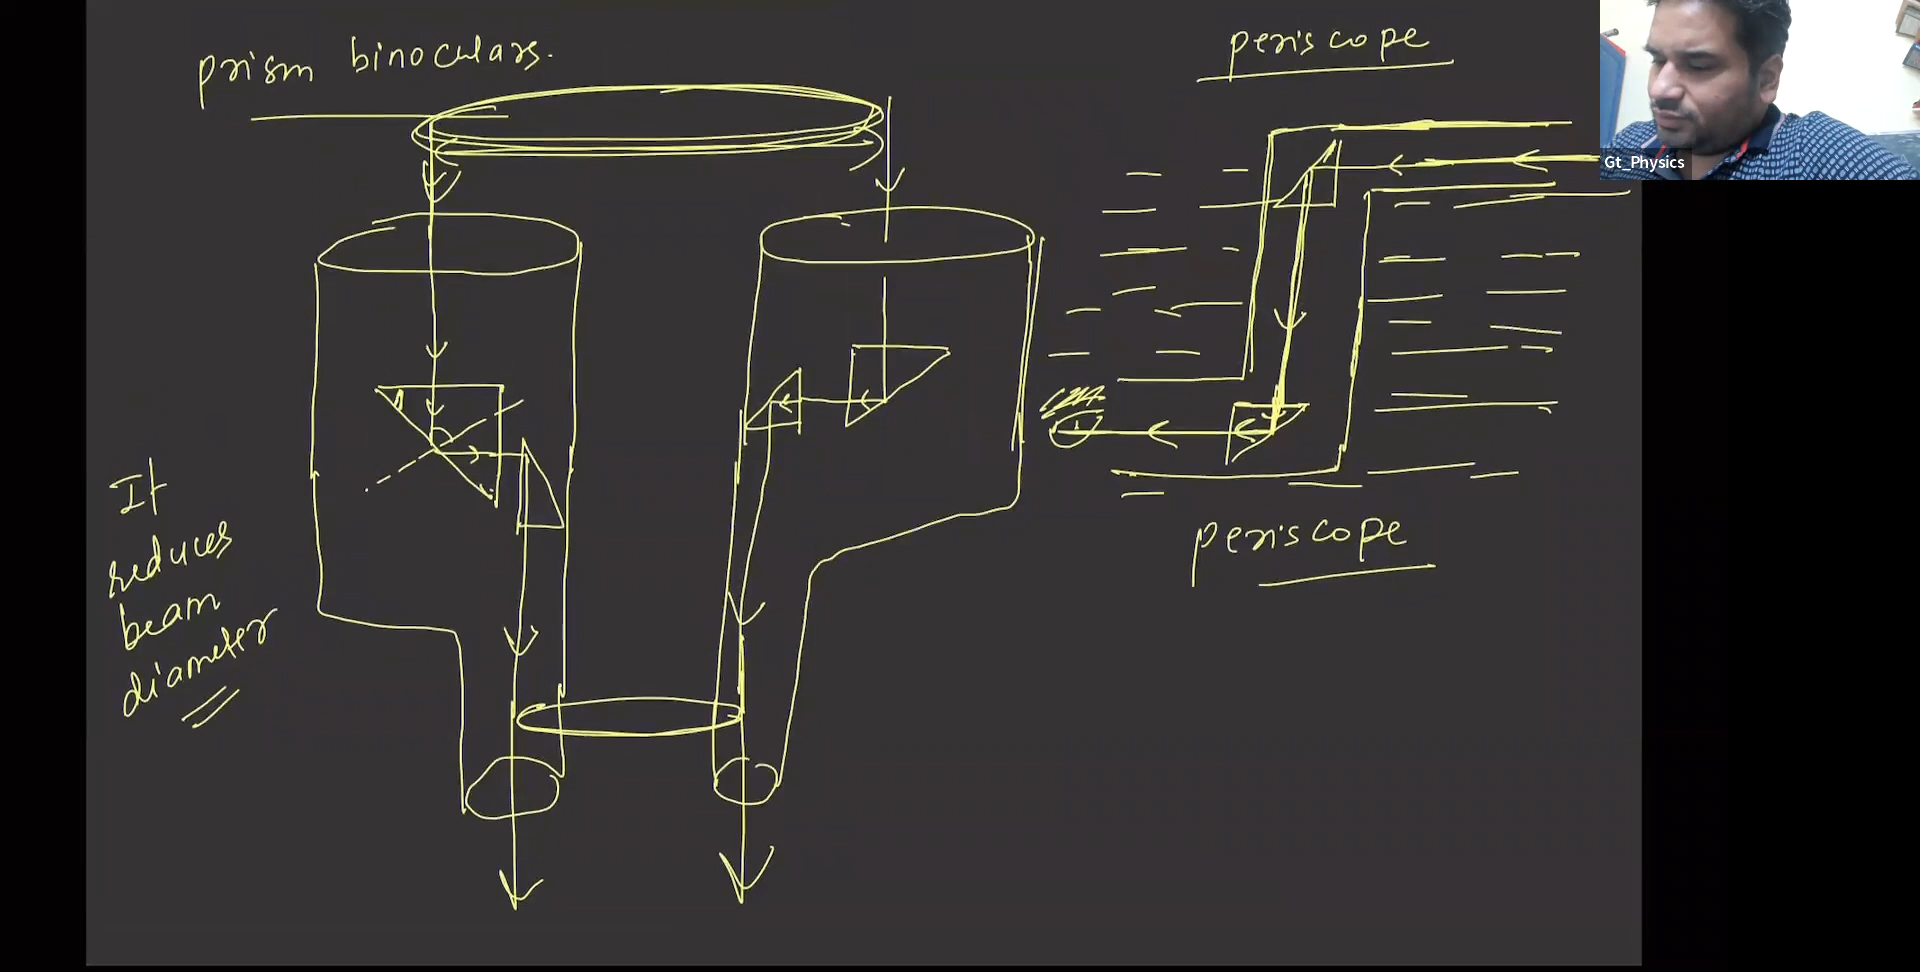 prism binoculars.
periscope
Gt_Physics
It
reduces
beam
diameter
periscope